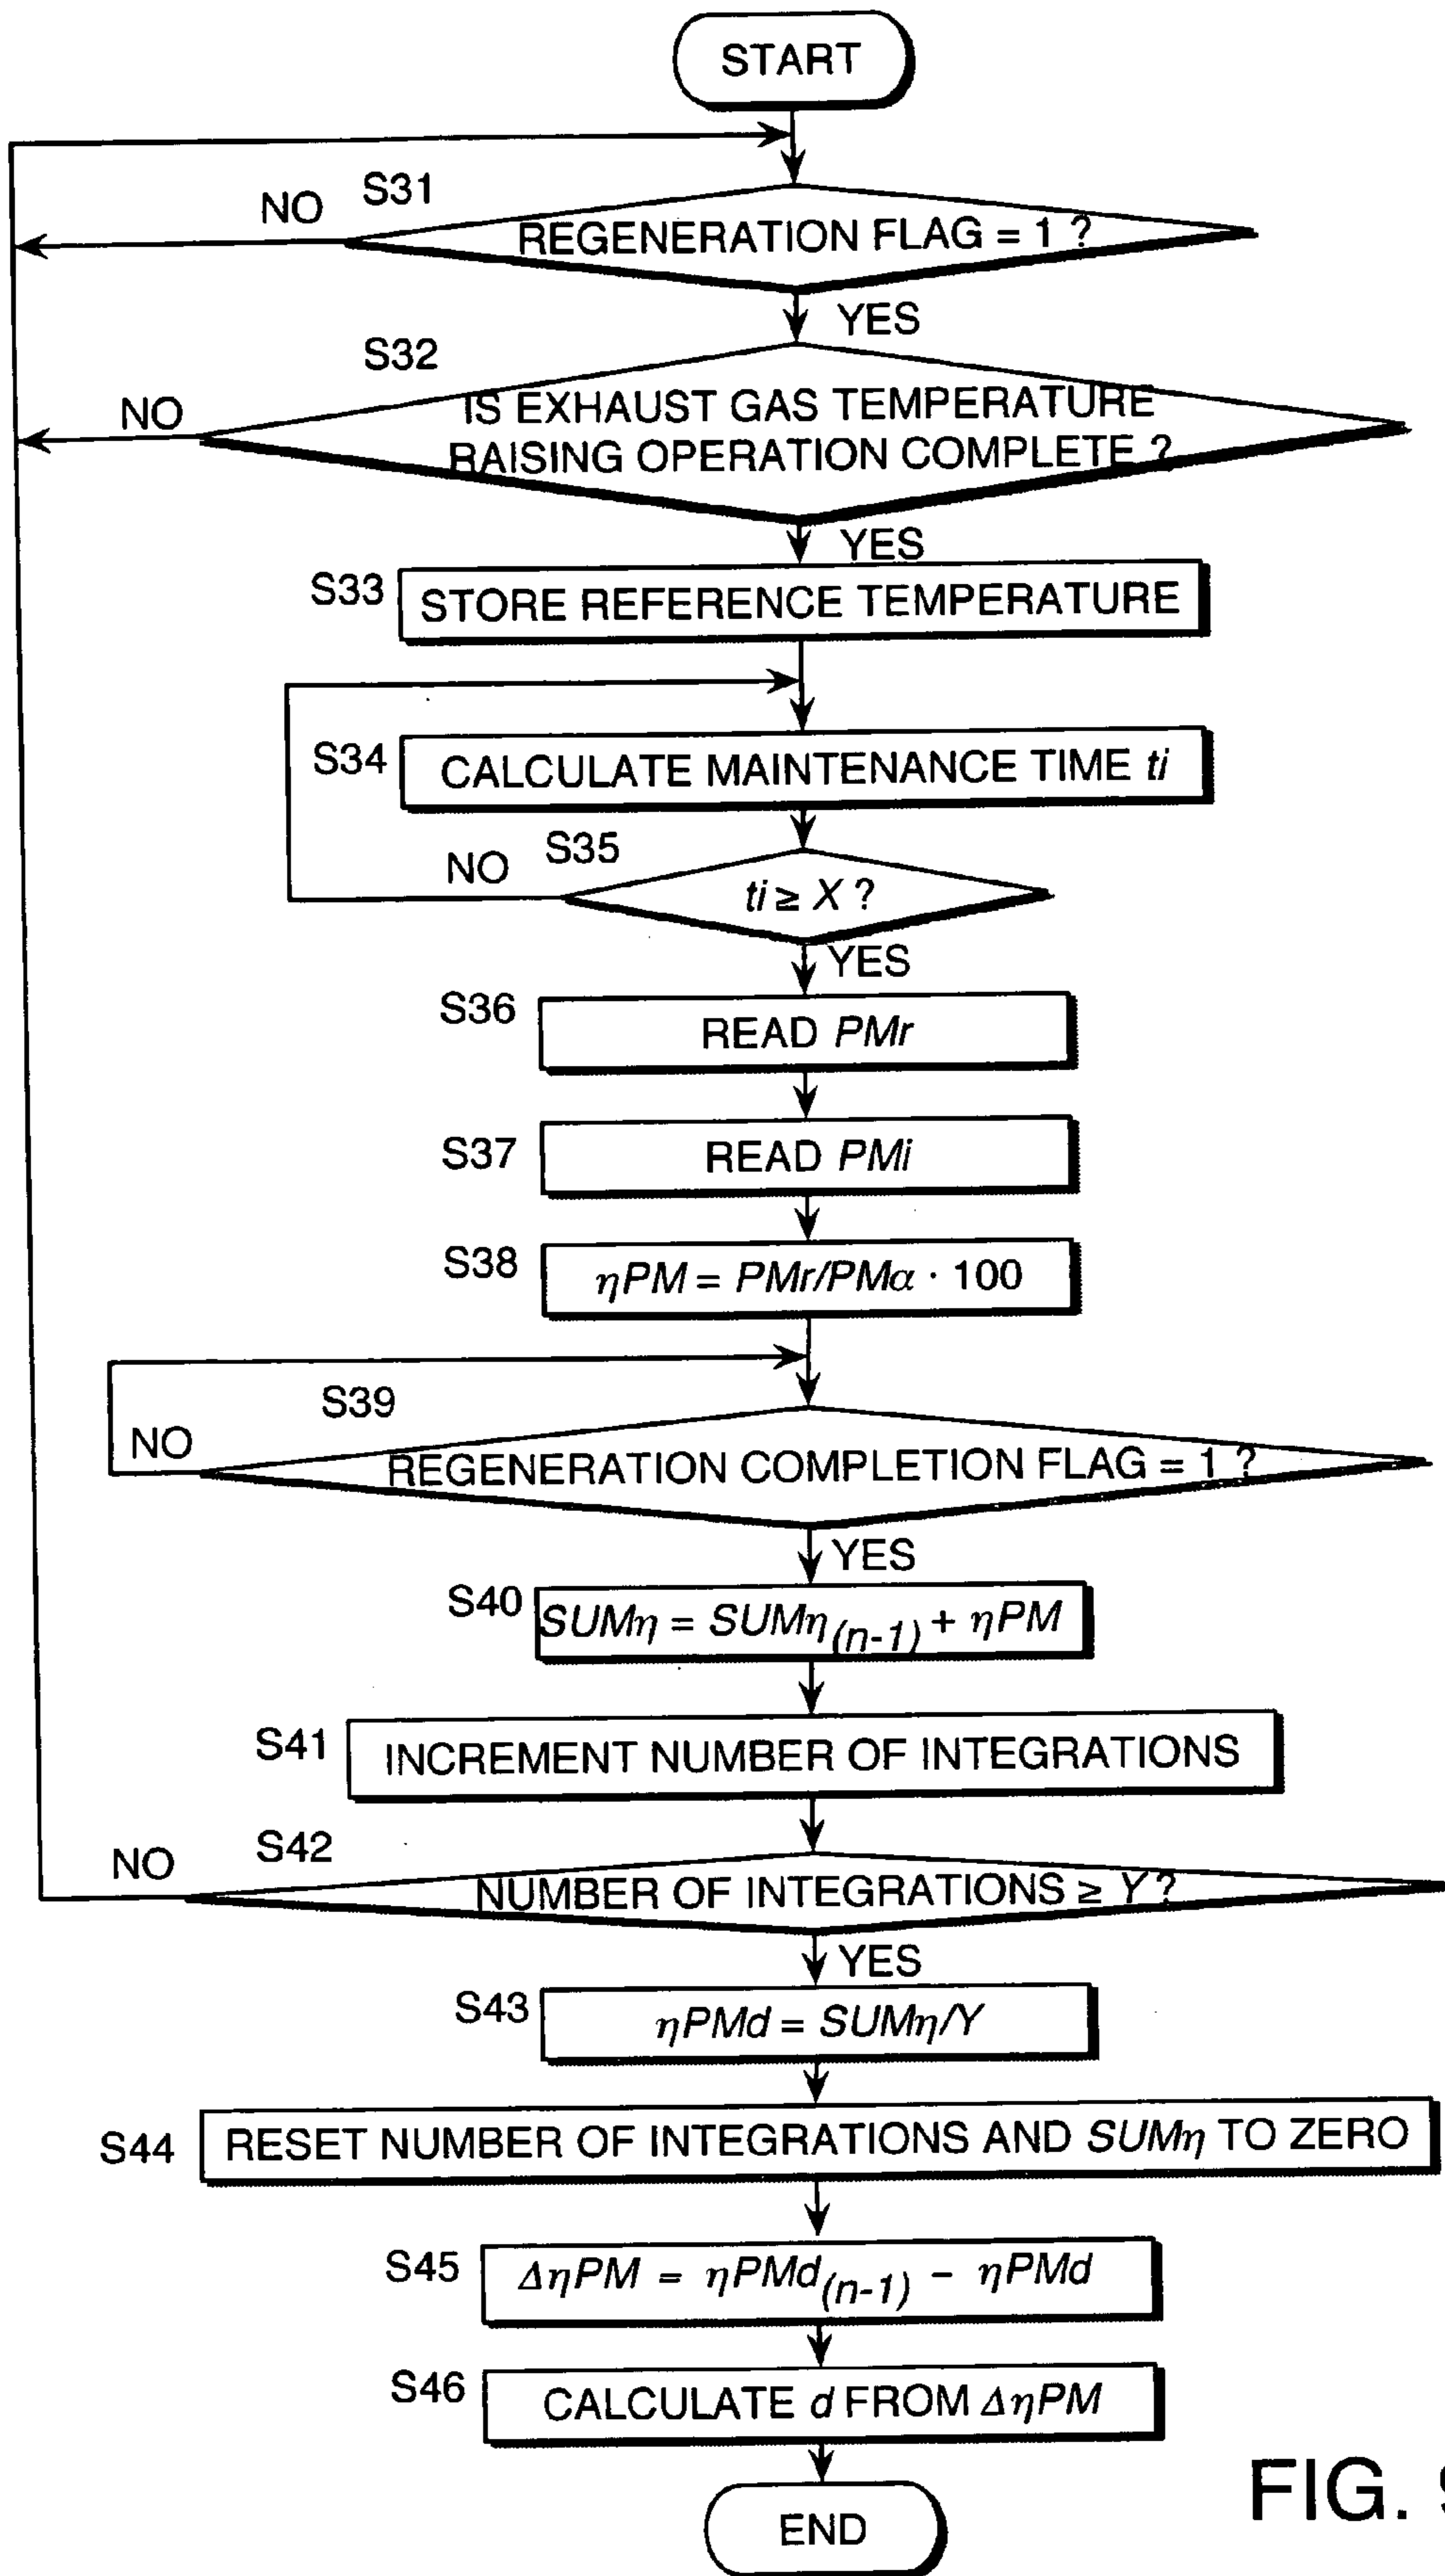 START
NO
S31
REGENERATION FLAG = 1 ?
YES
S32
NO
IS EXHAUST GAS TEMPERATURE
RAISING OPERATION COMPLETE ?
YES
S33
STORE REFERENCE TEMPERATURE
S34
CALCULATE MAINTENANCE TIME ti
NO
S35
ti ≥ X ?
YES
S36
READ PMr
S37
READ PMi
S38
ηPM = PMr/PMα · 100
S39
NO
REGENERATION COMPLETION FLAG = 1 ?
YES
S40
SUMη = SUMη(n-1) + ηPM
S41
INCREMENT NUMBER OF INTEGRATIONS
S42
NO
NUMBER OF INTEGRATIONS ≥ Y ?
YES
S43
ηPMd = SUMη/Y
S44
RESET NUMBER OF INTEGRATIONS AND SUMη TO ZERO
S45
ΔηPM = ηPMd(n-1) − ηPMd
S46
CALCULATE d FROM ΔηPM
END
FIG.